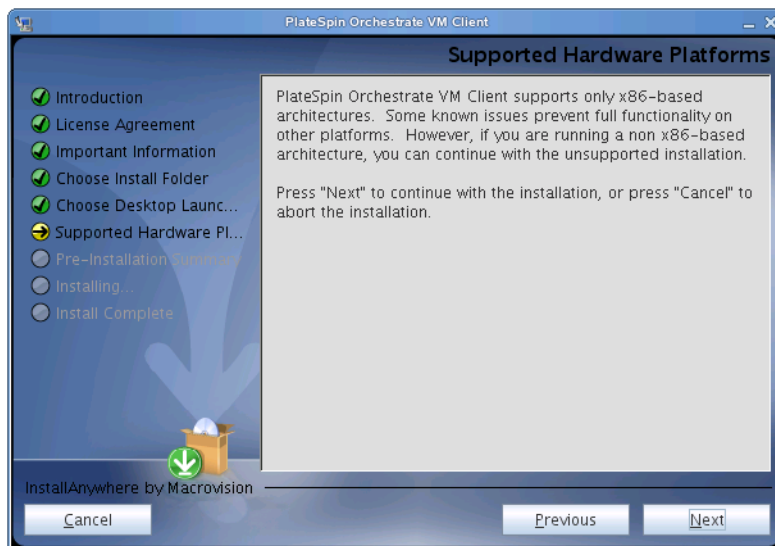 PlateSpin Orchestrate VM Client
Supported Hardware Platforms
Introduction
License Agreement
Important Information
Choose Install Folder
Choose Desktop Launc...
Supported Hardware Pl...
Pre-Installation Summary
Installing...
Install Complete
PlateSpin Orchestrate VM Client supports only x86-based
architectures. Some known issues prevent full functionality on
other platforms. However, if you are running a non x86-based
architecture, you can continue with the unsupported installation.
Press "Next" to continue with the installation, or press "Cancel" to
abort the installation.
InstallAnywhere by Macrovision
Cancel
Previous
Next